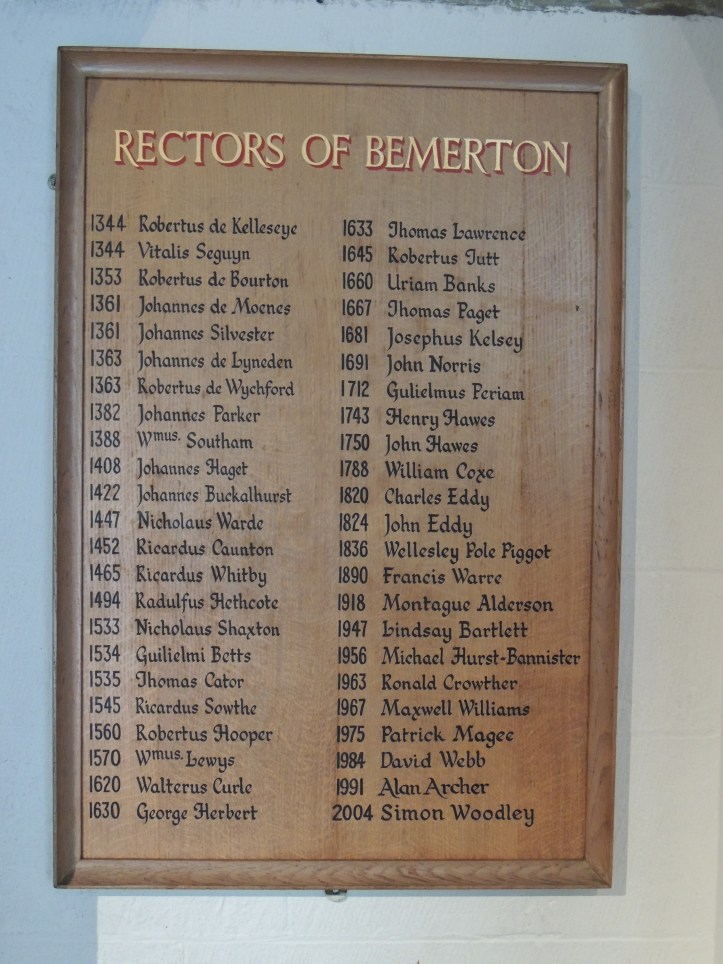 RECTORS OF BEMERTON
1344 Robertus de Kelleseye
1344 Vitalis Seguyn
1353 Robertus de Bourton
1361 Johannes de Moenes
1361 Johannes Silvester
1363 Johannes de Lyneden
1363 Robertus de Wychford
1382 Johannes Parker
1388 Wmus. Southam
1408 Johannes Haget
1422 Johannes Buckalhurst
1447 Nicholaus Warde
1452 Ricardus Caunton
1465 Ricardus Whitby
1494 Radulfus Hethcote
1533 Nicholaus Shaxton
1534 Guilielmi Betts
1535 Thomas Cator
1545 Ricardus Sowthe
1560 Robertus Hooper
1570 Wmus. Lewys
1620 Walterus Curle
1630 George Herbert
1633 Thomas Lawrence
1645 Robertus Tutt
1660 Uriam Banks
1667 Thomas Paget
1681 Josephus Kelsey
1691 John Norris
1712 Gulielmus Periam
1743 Henry Hawes
1750 John Hawes
1788 William Coxe
1820 Charles Eddy
1824 John Eddy
1836 Wellesley Pole Piggot
1890 Francis Warre
1918 Montague Alderson
1947 Lindsay Bartlett
1956 Michael Hurst-Bannister
1963 Ronald Crowther
1967 Maxwell Williams
1975 Patrick Magee
1984 David Webb
1991 Alan Archer
2004 Simon Woodley